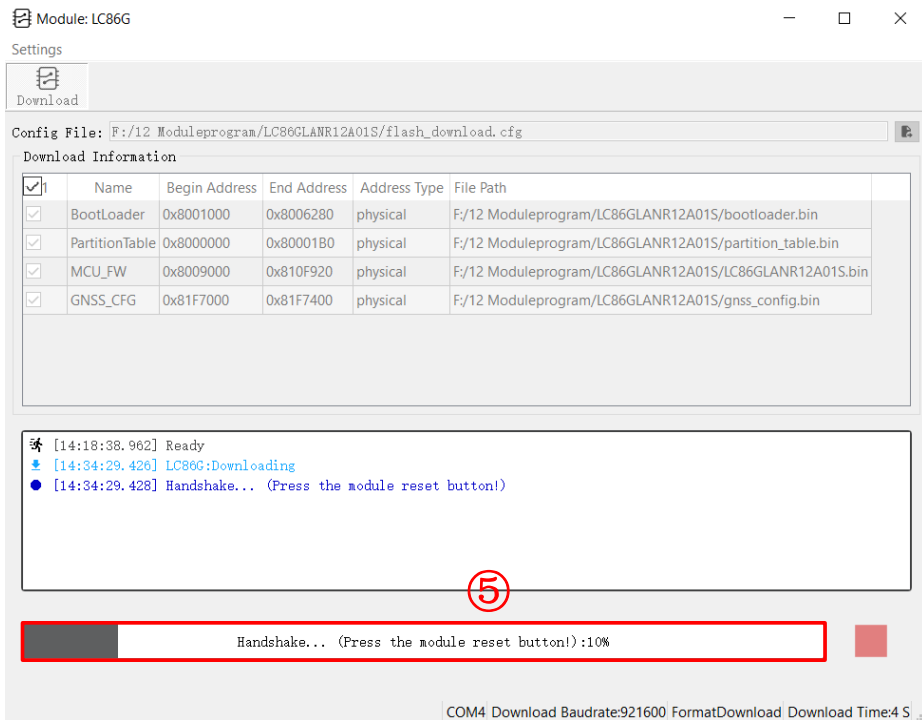 Module: LC86G
Settings
Download
Config File: F:/12 Moduleprogram/LC86GLANR12A01S/flash_download.cfg
Download Information
1 Name Begin Address End Address Address Type File Path
BootLoader 0x8001000 0x8006280 physical F:/12 Moduleprogram/LC86GLANR12A01S/bootloader.bin
PartitionTable 0x8000000 0x80001B0 physical F:/12 Moduleprogram/LC86GLANR12A01S/partition_table.bin
MCU_FW 0x8009000 0x810F920 physical F:/12 Moduleprogram/LC86GLANR12A01S/LC86GLANR12A01S.bin
GNSS_CFG 0x81F7000 0x81F7400 physical F:/12 Moduleprogram/LC86GLANR12A01S/gnss_config.bin
[14:18:38.962] Ready
[14:34:29.426] LC86G:Downloading
[14:34:29.428] Handshake... (Press the module reset button!)
⑤
Handshake... (Press the module reset button!):10%
COM4 Download Baudrate:921600 FormatDownload Download Time:4 S